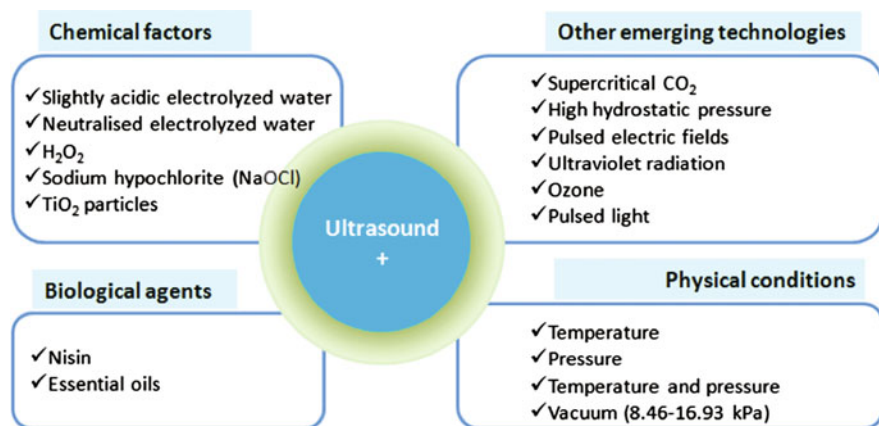 Chemical factors
✓Slightly acidic electrolyzed water
✓Neutralised electrolyzed water
✓H₂O₂
✓Sodium hypochlorite (NaOCl)
✓TiO₂ particles
Other emerging technologies
✓Supercritical CO₂
✓High hydrostatic pressure
✓Pulsed electric fields
✓Ultraviolet radiation
✓Ozone
✓Pulsed light
Ultrasound
+
Biological agents
✓Nisin
✓Essential oils
Physical conditions
✓Temperature
✓Pressure
✓Temperature and pressure
✓Vacuum (8.46-16.93 kPa)